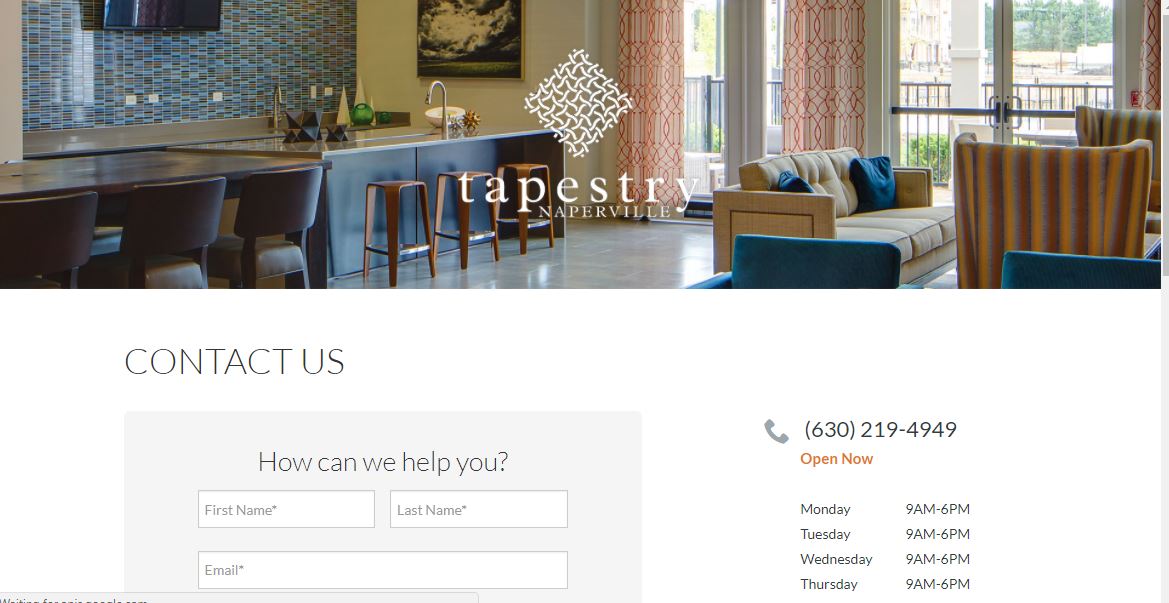 tapestry
NAPERVILLE
CONTACT US
(630) 219-4949
Open Now
How can we help you?
First Name*
Last Name*
Email*
Monday 9AM-6PM
Tuesday 9AM-6PM
Wednesday 9AM-6PM
Thursday 9AM-6PM